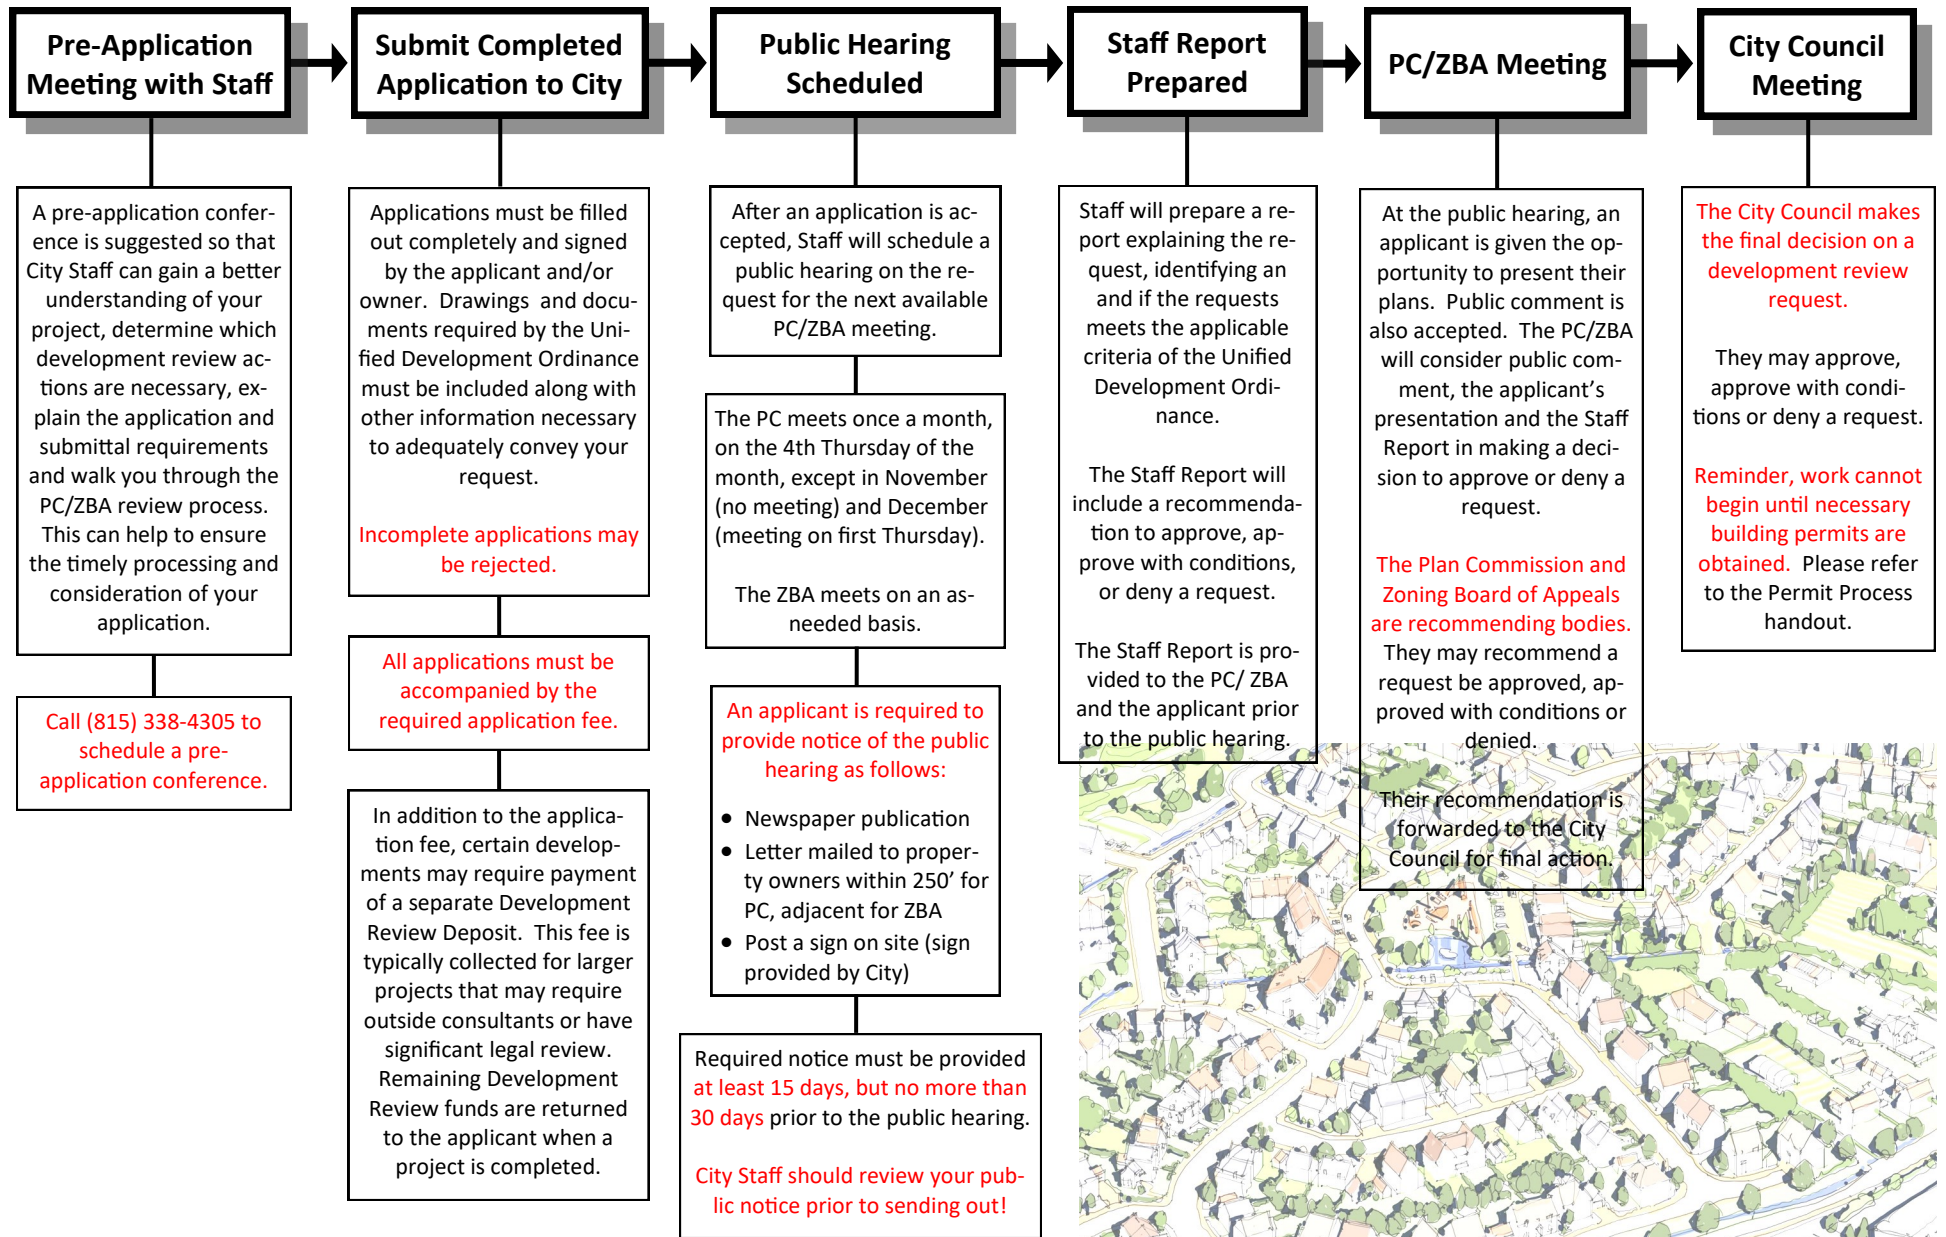 Pre-Application
Meeting with Staff
Submit Completed
Application to City
Public Hearing
Scheduled
Staff Report
Prepared
PC/ZBA Meeting
City Council
Meeting
A pre-application confer-
ence is suggested so that
City Staff can gain a better
understanding of your
project, determine which
development review ac-
tions are necessary, ex-
plain the application and
submittal requirements
and walk you through the
PC/ZBA review process.
This can help to ensure
the timely processing and
consideration of your
application.
Call (815) 338-4305 to
schedule a pre-
application conference.
Applications must be filled
out completely and signed
by the applicant and/or
owner.  Drawings  and docu-
ments required by the Uni-
fied Development Ordinance
must be included along with
other information necessary
to adequately convey your
request.
Incomplete applications may
be rejected.
All applications must be
accompanied by the
required application fee.
In addition to the applica-
tion fee, certain develop-
ments may require payment
of a separate Development
Review Deposit.  This fee is
typically collected for larger
projects that may require
outside consultants or have
significant legal review.
Remaining Development
Review funds are returned
to the applicant when a
project is completed.
After an application is ac-
cepted, Staff will schedule a
public hearing on the re-
quest for the next available
PC/ZBA meeting.
The PC meets once a month,
on the 4th Thursday of the
month, except in November
(no meeting) and December
(meeting on first Thursday).
The ZBA meets on an as-
needed basis.
An applicant is required to
provide notice of the public
hearing as follows:
• Newspaper publication
• Letter mailed to proper-
ty owners within 250’ for
PC, adjacent for ZBA
• Post a sign on site (sign
provided by City)
Required notice must be provided
at least 15 days, but no more than
30 days prior to the public hearing.
City Staff should review your pub-
lic notice prior to sending out!
Staff will prepare a re-
port explaining the re-
quest, identifying an
and if the requests
meets the applicable
criteria of the Unified
Development Ordi-
nance.
The Staff Report will
include a recommenda-
tion to approve, ap-
prove with conditions,
or deny a request.
The Staff Report is pro-
vided to the PC/ ZBA
and the applicant prior
to the public hearing.
At the public hearing, an
applicant is given the op-
portunity to present their
plans.  Public comment is
also accepted.  The PC/ZBA
will consider public com-
ment, the applicant’s
presentation and the Staff
Report in making a deci-
sion to approve or deny a
request.
The Plan Commission and
Zoning Board of Appeals
are recommending bodies.
They may recommend a
request be approved, ap-
proved with conditions or
denied.
Their recommendation is
forwarded to the City
Council for final action.
The City Council makes
the final decision on a
development review
request.
They may approve,
approve with condi-
tions or deny a request.
Reminder, work cannot
begin until necessary
building permits are
obtained.  Please refer
to the Permit Process
handout.